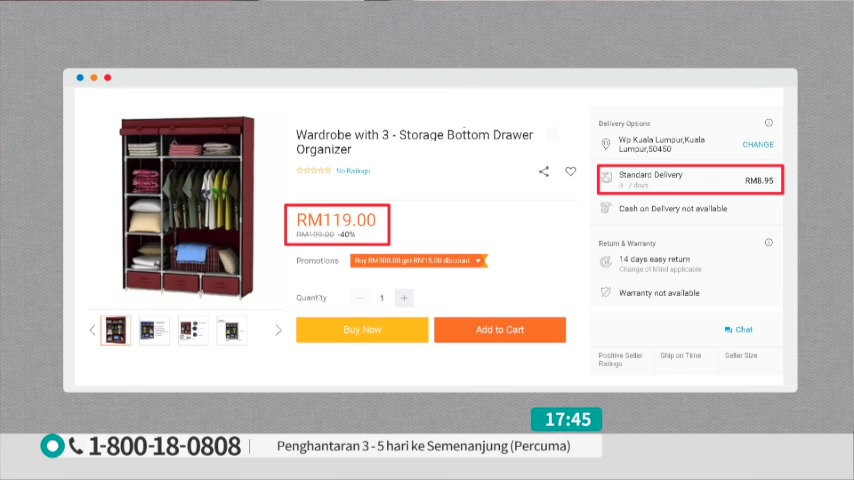 Wardrobe with 3 - Storage Bottom Drawer
Organizer
No Ratings
RM119.00
RM199.00 -40%
Promotions
Buy RM300.00 get RM15.00 discount
Quantity
1
Buy Now
Add to Cart
Delivery Options
Wp Kuala Lumpur,Kuala
Lumpur,50450
CHANGE
Standard Delivery
RM8.95
7 days
Cash on Delivery not available
Return & Warranty
14 days easy return
Change of Mind applicable
Warranty not available
Chat
Positive Seller
Ratings
Ship on Time
Seller Size
17:45
1-800-18-0808
Penghantaran 3 - 5 hari ke Semenanjung (Percuma)